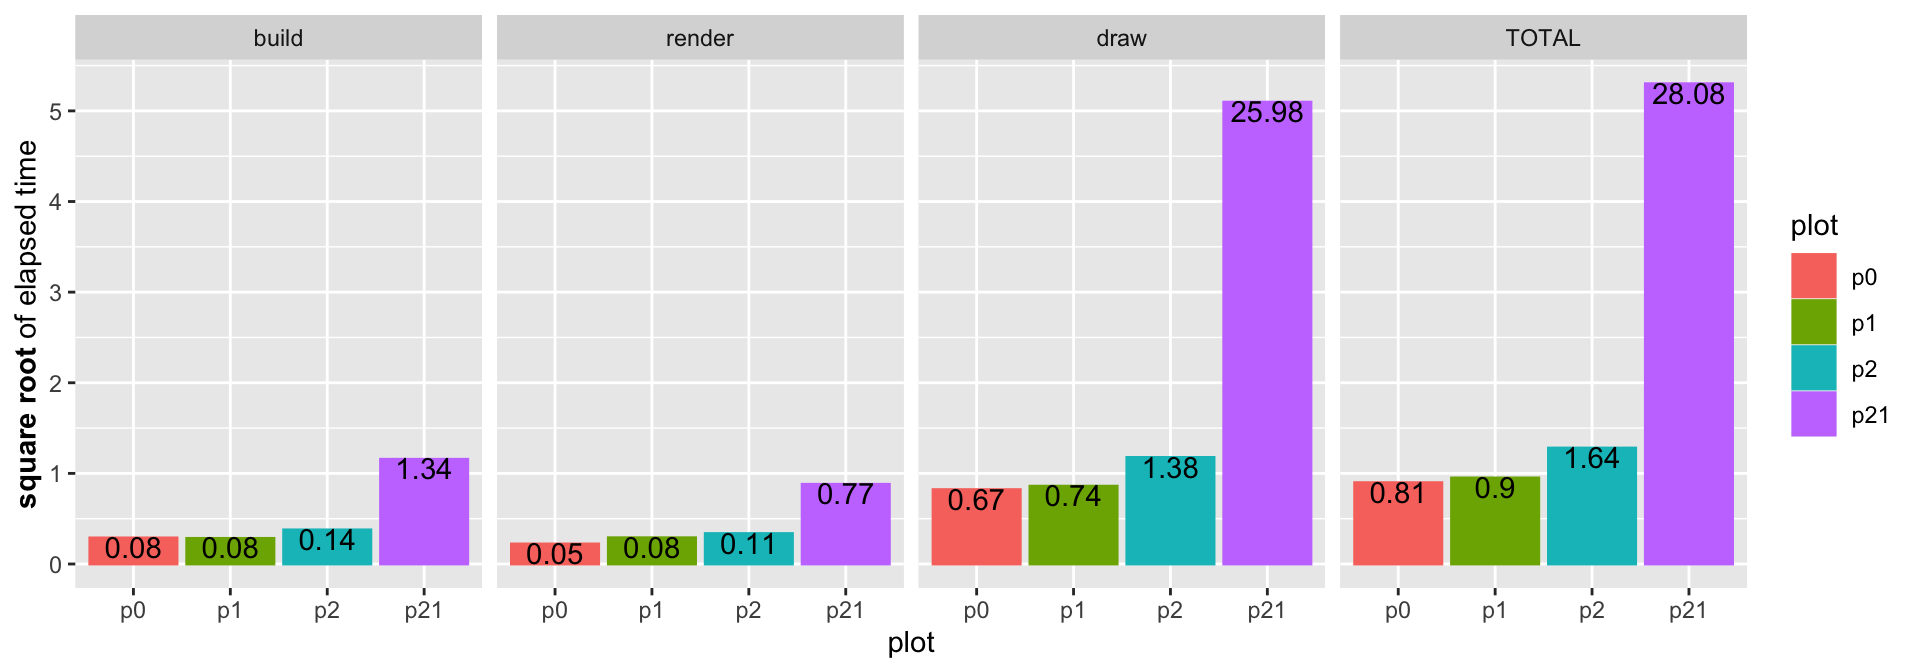 build
render
draw
TOTAL
square root of elapsed time
5
4
3
2
1
0
0.08
0.08
0.14
1.34
0.05
0.08
0.11
0.77
0.67
0.74
1.38
25.98
0.81
0.9
1.64
28.08
p0 p1 p2 p21
p0 p1 p2 p21
p0 p1 p2 p21
p0 p1 p2 p21
plot
plot
p0
p1
p2
p21